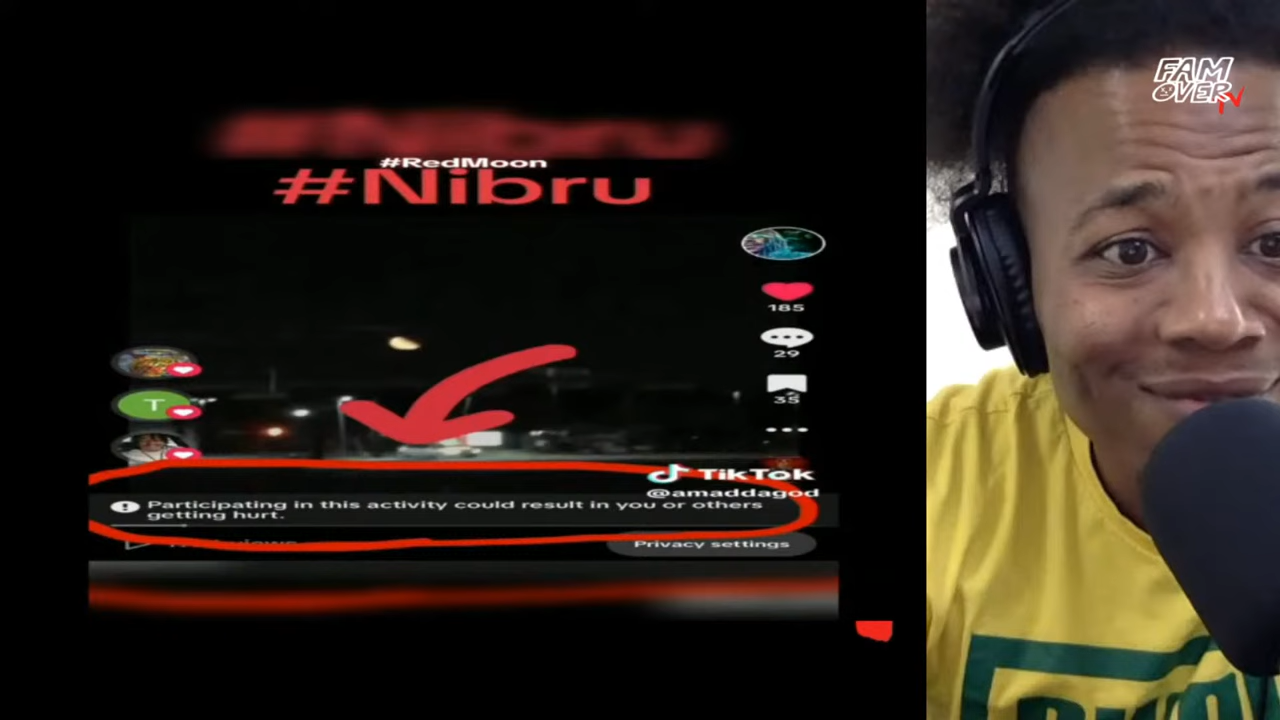 #Nibru
#RedMoon
#Nibru
185
29
35
T
TikTok
@amaddagod
Participating in this activity could result in you or others
getting hurt.
Privacy settings
FAM
OVER
TV